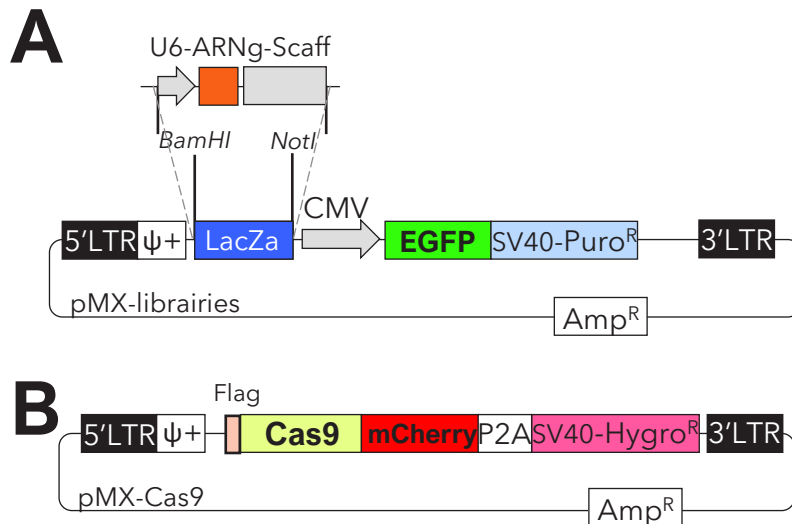 A
U6-ARNg-Scaff
BamHI NotI
CMV
5'LTR ψ+ LacZa EGFP SV40-Puroᴿ 3'LTR
pMX-librairies
Ampᴿ
B
Flag
5'LTR ψ+ Cas9 mCherry P2A SV40-Hygroᴿ 3'LTR
pMX-Cas9
Ampᴿ